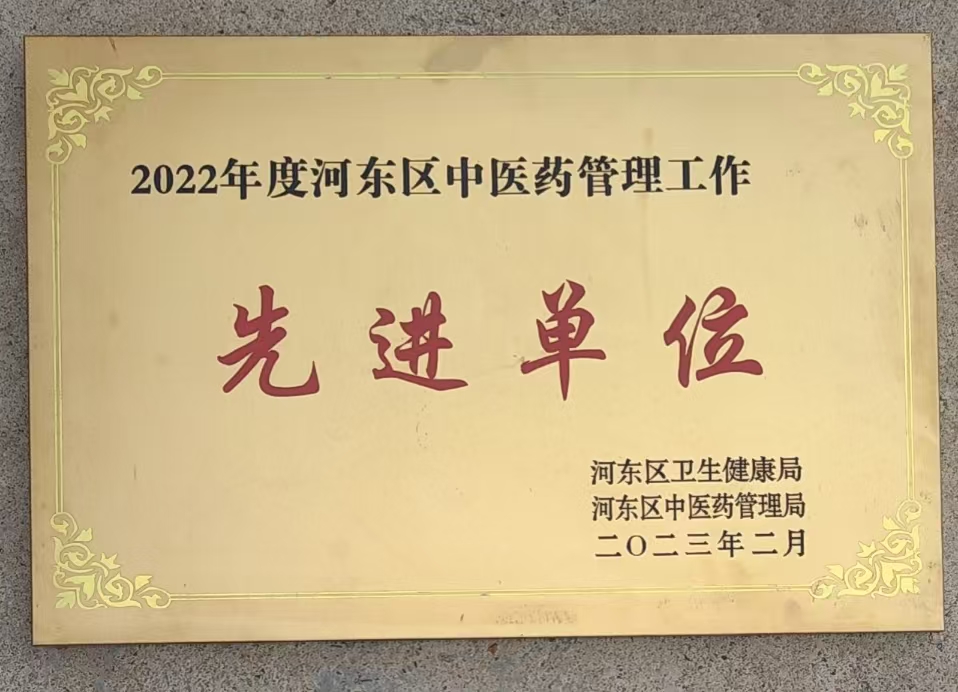 2022年度河东区中医药管理工作
先进单位
河东区卫生健康局
河东区中医药管理局
二〇二三年二月